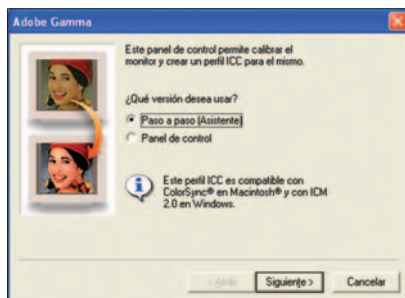 Adobe Gamma
Este panel de control permite calibrar el
monitor y crear un perfil ICC para el mismo.
¿Qué versión desea usar?
Paso a paso (Asistente)
Panel de control
Este perfil ICC es compatible con
ColorSync® en Macintosh® y con ICM
2.0 en Windows.
< Atrás
Siguiente >
Cancelar